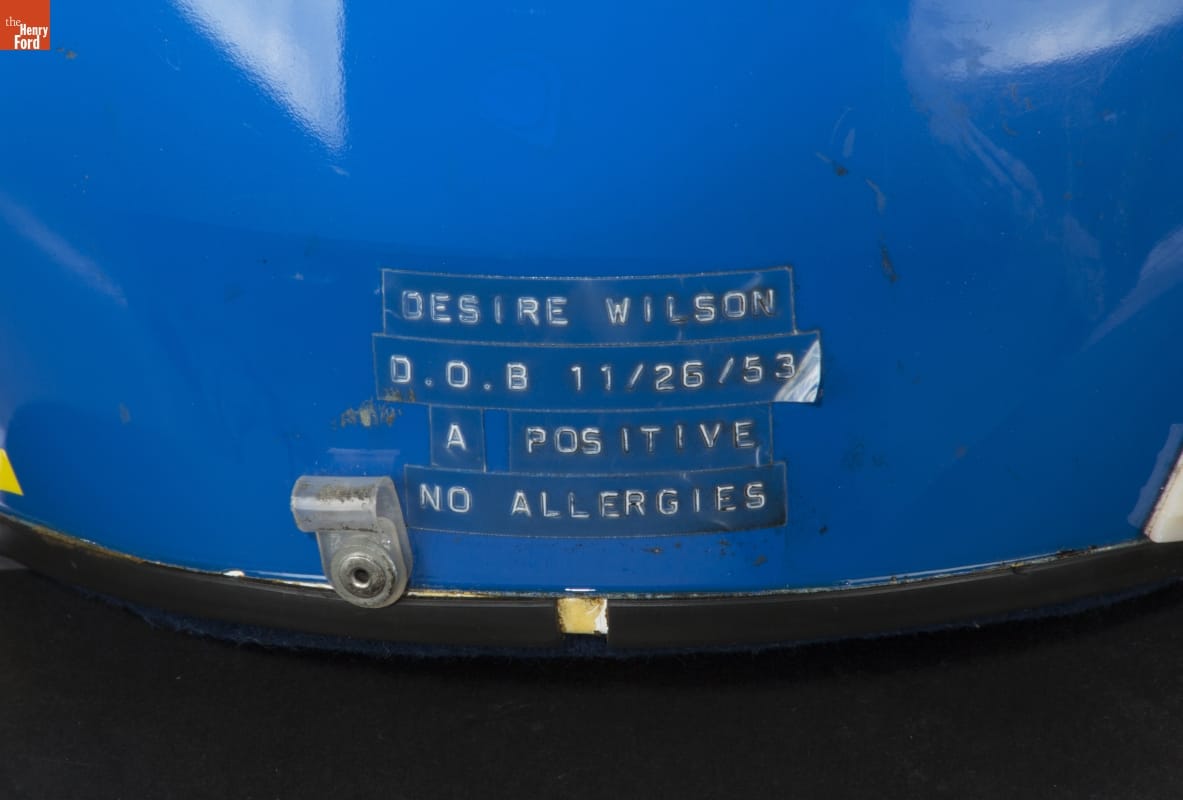 the
Henry
Ford
DESIRE WILSON
D.O.B 11/26/53
A POSITIVE
NO ALLERGIES